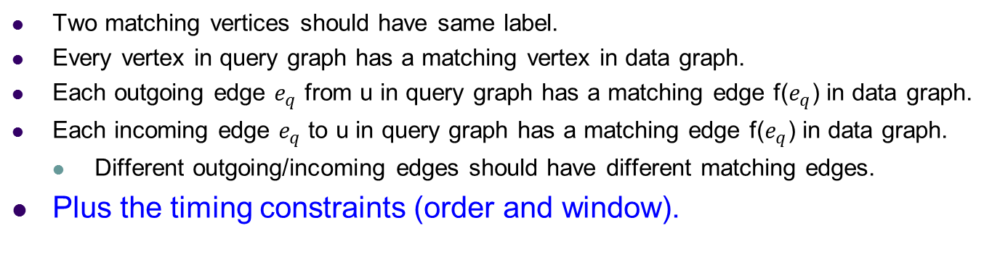 Two matching vertices should have same label.
Every vertex in query graph has a matching vertex in data graph.
Each outgoing edge e_q from u in query graph has a matching edge f(e_q) in data graph.
Each incoming edge e_q to u in query graph has a matching edge f(e_q) in data graph.
Different outgoing/incoming edges should have different matching edges.
Plus the timing constraints (order and window).